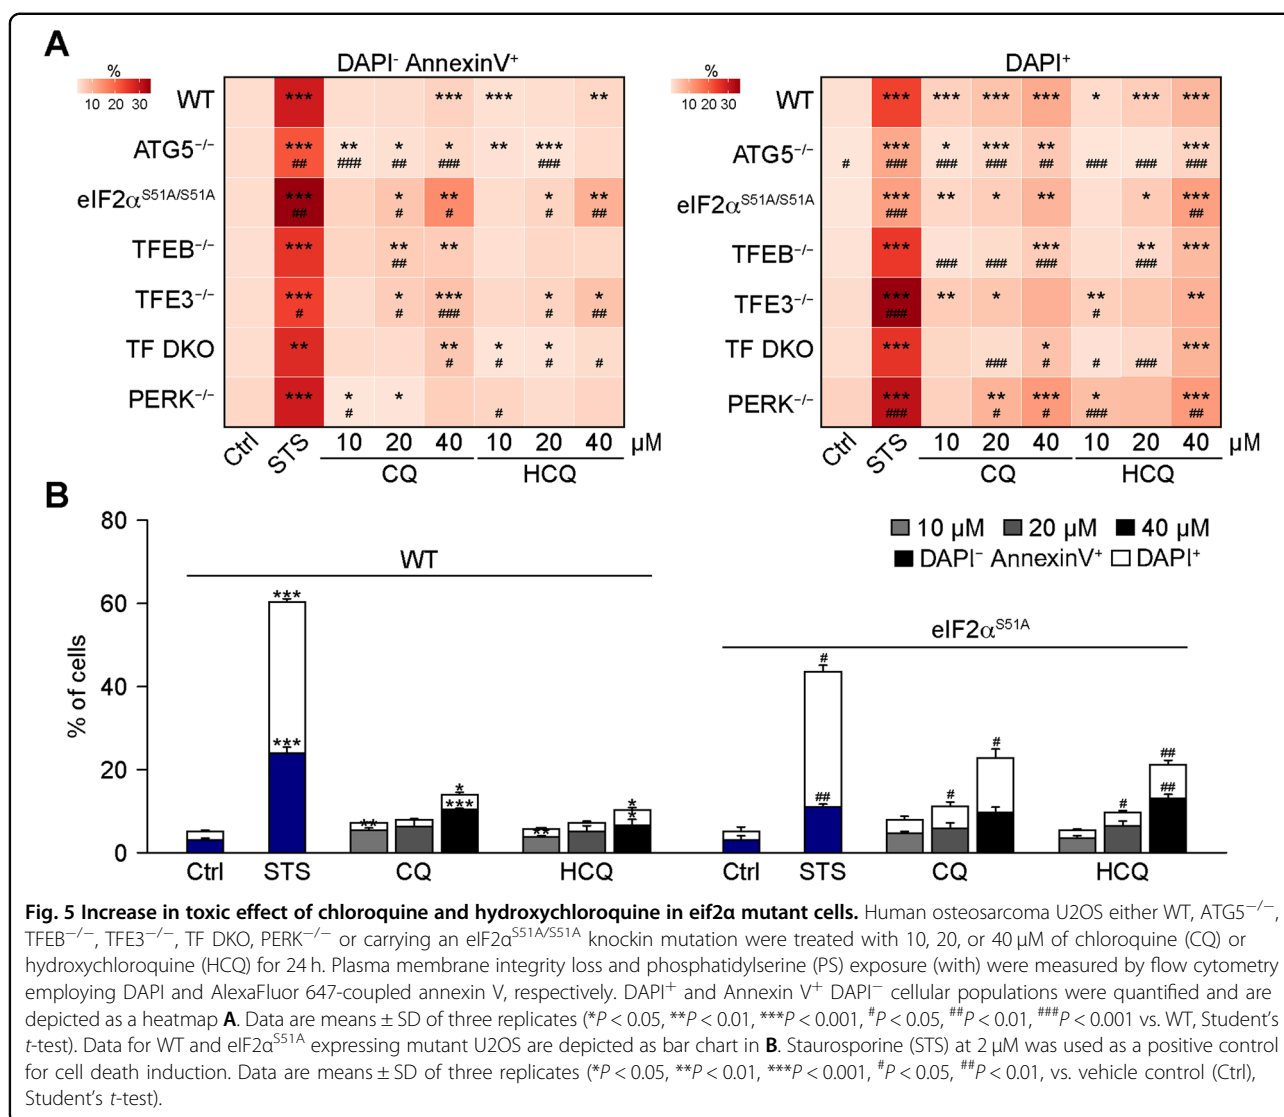 A
DAPI⁻ AnnexinV⁺
DAPI⁺
%
10 20 30
%
10 20 30
WT *** *** *** **
WT *** *** *** *** * *** ***
ATG5⁻/⁻ *** ** * * ** ***
## ### ## ### ###
ATG5⁻/⁻ *** * *** ** ***
# ### ### ### ## ### ### ###
eIF2α S51A/S51A *** * ** * **
## # # # ##
eIF2α S51A/S51A *** ** * ** * ***
### ##
TFEB⁻/⁻ *** ** **
##
TFEB⁻/⁻ *** *** ** ***
### ### ### ###
TFE3⁻/⁻ *** * *** * *
# # ### # ##
TFE3⁻/⁻ *** ** * ** **
### #
TF DKO ** ** * *
# # # #
TF DKO *** * ***
### # # ###
PERK⁻/⁻ *** * *
# #
PERK⁻/⁻ *** ** *** * ***
### # # ### ##
Ctrl STS 10 20 40 10 20 40 µM
CQ HCQ
Ctrl STS 10 20 40 10 20 40 µM
CQ HCQ
B
% of cells
80
60
40
20
0
10 µM 20 µM 40 µM
DAPI⁻ AnnexinV⁺ DAPI⁺
WT
eIF2α S51A
***
***
**
*
***
**
*
*
#
##
#
#
#
##
##
Ctrl STS CQ HCQ Ctrl STS CQ HCQ
Fig. 5 Increase in toxic effect of chloroquine and hydroxychloroquine in eif2α mutant cells. Human osteosarcoma U2OS either WT, ATG5⁻/⁻,
TFEB⁻/⁻, TFE3⁻/⁻, TF DKO, PERK⁻/⁻ or carrying an eIF2α S51A/S51A knockin mutation were treated with 10, 20, or 40 µM of chloroquine (CQ) or
hydroxychloroquine (HCQ) for 24 h. Plasma membrane integrity loss and phosphatidylserine (PS) exposure (with) were measured by flow cytometry
employing DAPI and AlexaFluor 647-coupled annexin V, respectively. DAPI⁺ and Annexin V⁺ DAPI⁻ cellular populations were quantified and are
depicted as a heatmap A. Data are means ± SD of three replicates (*P < 0.05, **P < 0.01, ***P < 0.001, #P < 0.05, ##P < 0.01, ###P < 0.001 vs. WT, Student's
t-test). Data for WT and eIF2α S51A expressing mutant U2OS are depicted as bar chart in B. Staurosporine (STS) at 2 µM was used as a positive control
for cell death induction. Data are means ± SD of three replicates (*P < 0.05, **P < 0.01, ***P < 0.001, #P < 0.05, ##P < 0.01, vs. vehicle control (Ctrl),
Student's t-test).